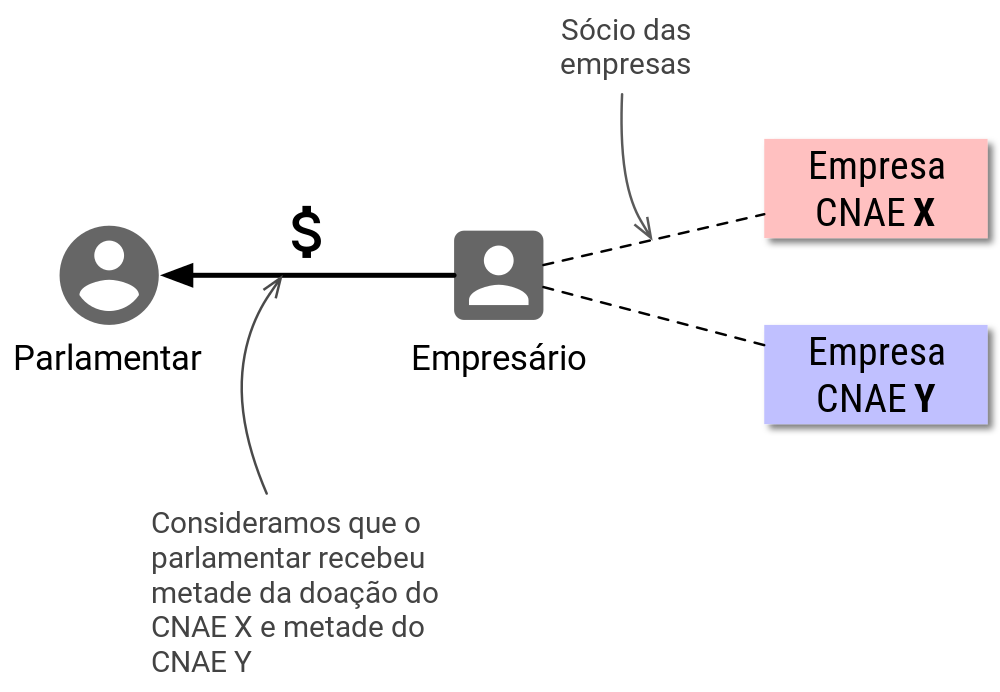 Sócio das
empresas
Empresa
CNAE X
$
Parlamentar
Empresário
Empresa
CNAE Y
Consideramos que o
parlamentar recebeu
metade da doação do
CNAE X e metade do
CNAE Y